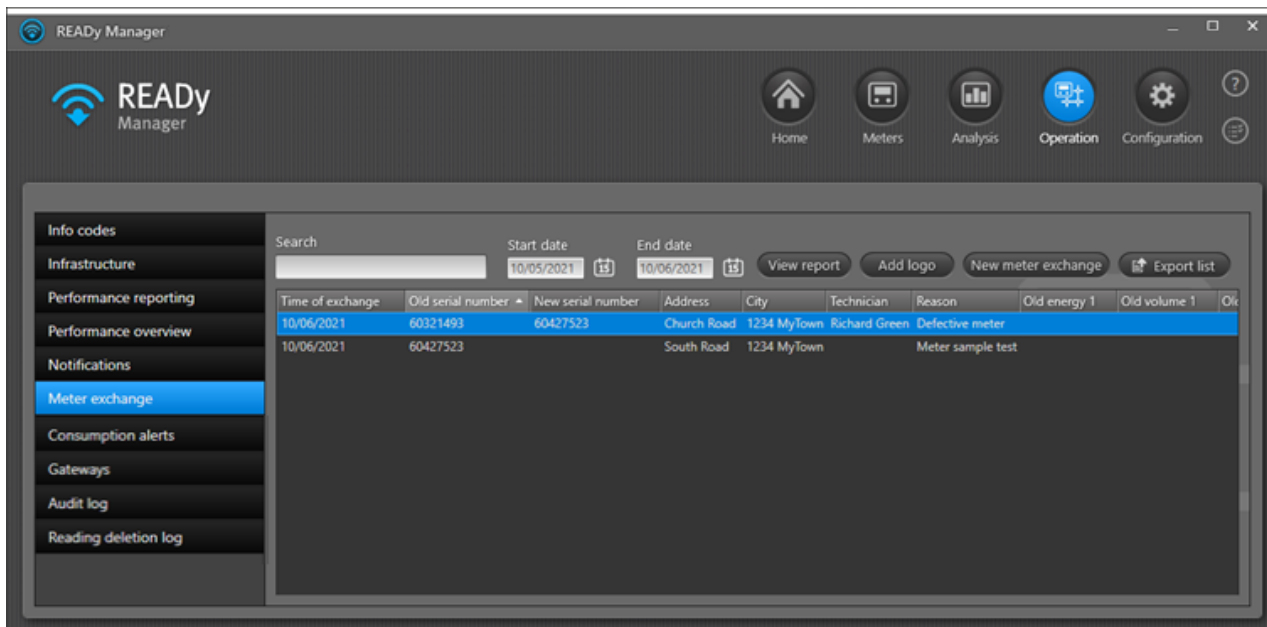 READy Manager
READy
Manager
Home Meters Analysis Operation Configuration
Info codes
Infrastructure
Performance reporting
Performance overview
Notifications
Meter exchange
Consumption alerts
Gateways
Audit log
Reading deletion log
Search Start date End date
10/05/2021 15 10/06/2021 15 View report Add logo New meter exchange Export list
Time of exchange Old serial number New serial number Address City Technician Reason Old energy 1 Old volume 1 Old
10/06/2021 60321493 60427523 Church Road 1234 MyTown Richard Green Defective meter
10/06/2021 60427523 South Road 1234 MyTown Meter sample test